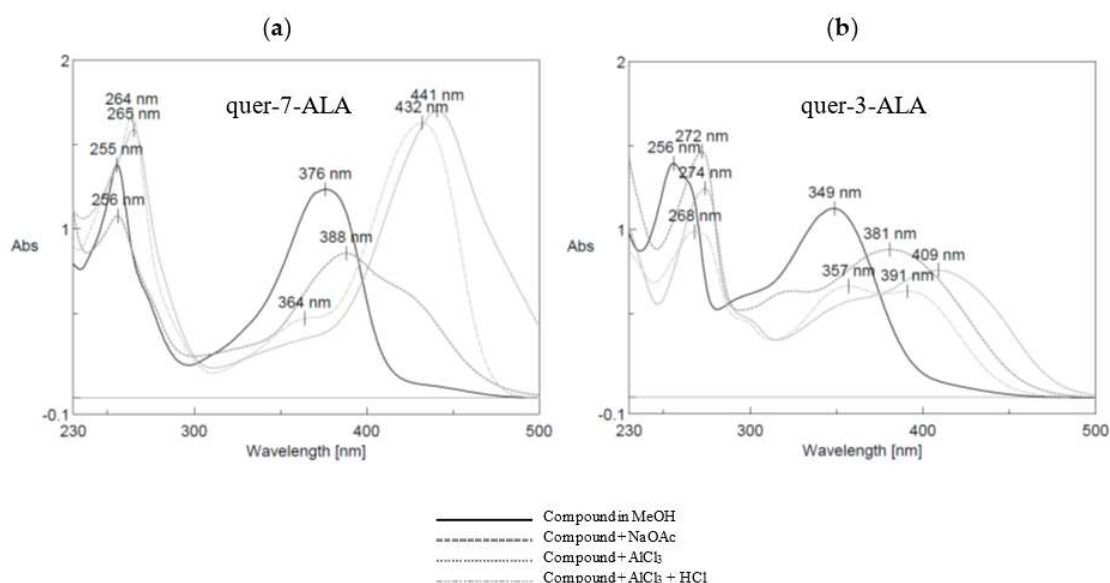 (a)
2
264 nm
265 nm
255 nm
256 nm
quer-7-ALA
441 nm
432 nm
376 nm
388 nm
364 nm
1
Abs
-0.1
230
300
400
500
Wavelength [nm]
(b)
2
272 nm
256 nm
274 nm
268 nm
quer-3-ALA
349 nm
381 nm
409 nm
357 nm
391 nm
1
Abs
-0.1
230
300
400
500
Wavelength [nm]
Compound in MeOH
Compound + NaOAc
Compound + AlCl₃
Compound + AlCl₃ + HCl